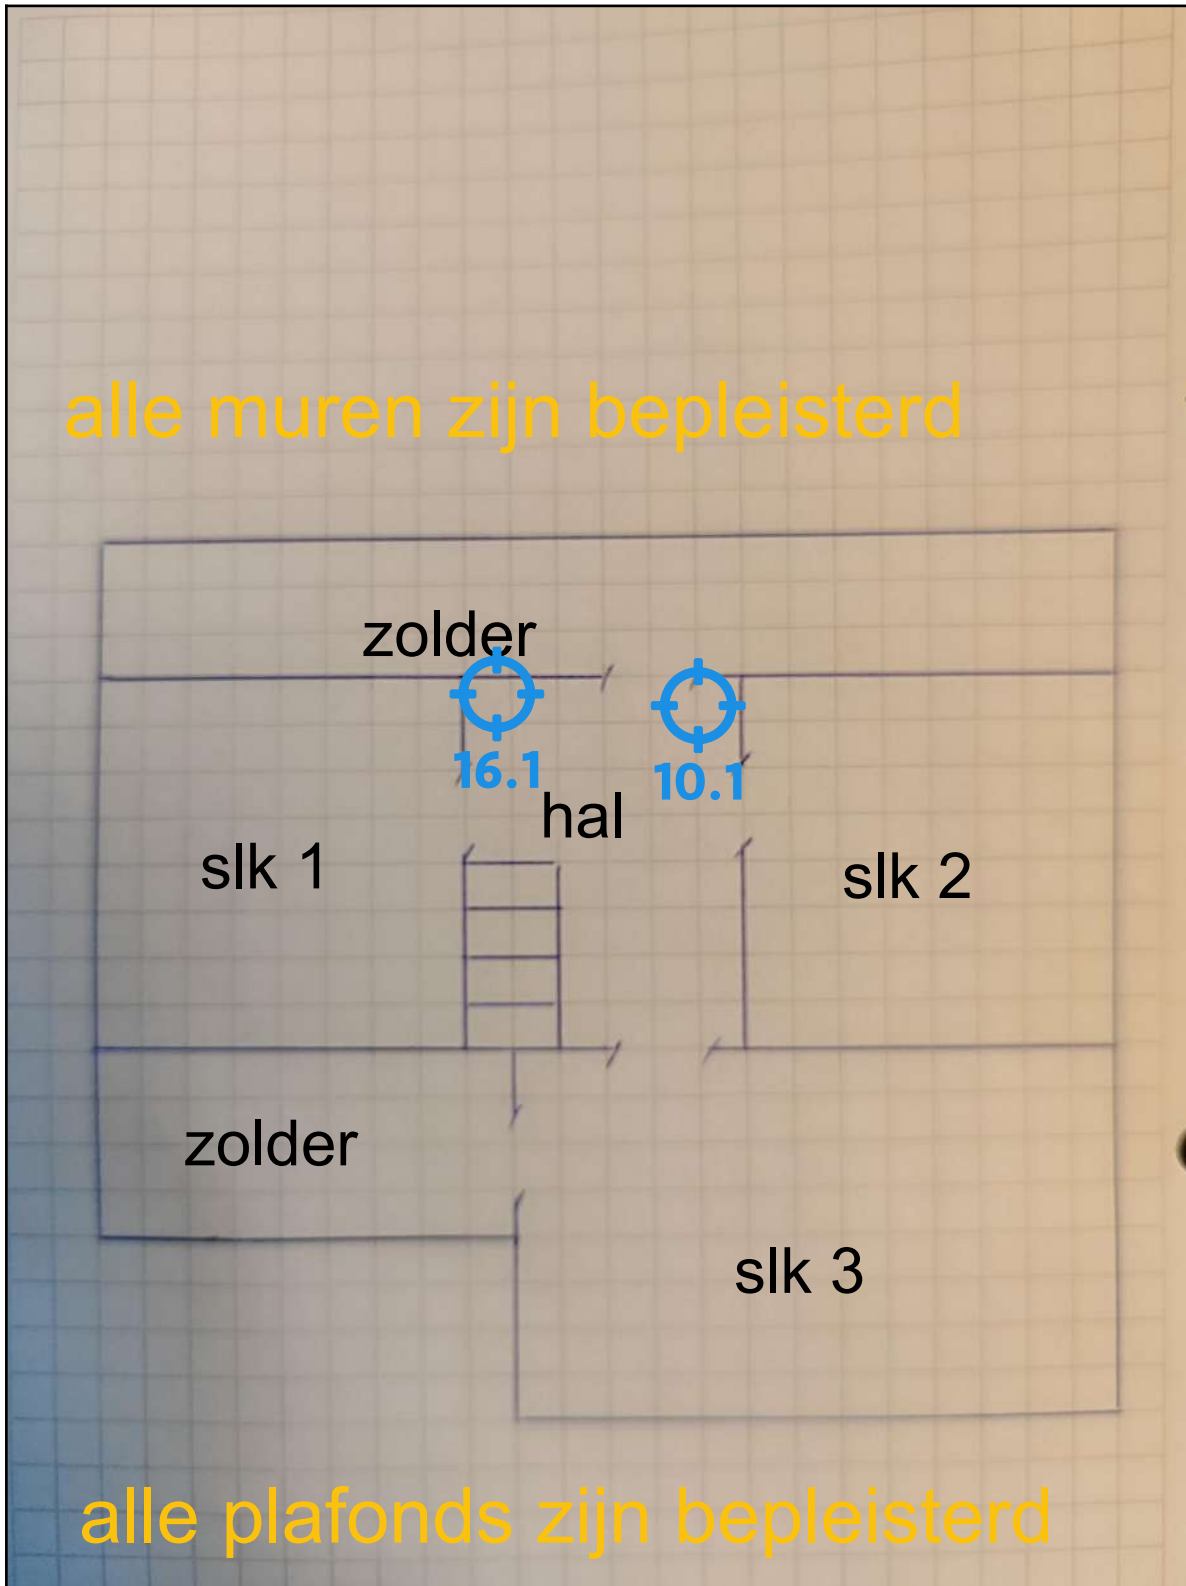 alle muren zijn bepleisterd
zolder
16.1
10.1
hal
slk 1
slk 2
zolder
slk 3
alle plafonds zijn bepleisterd